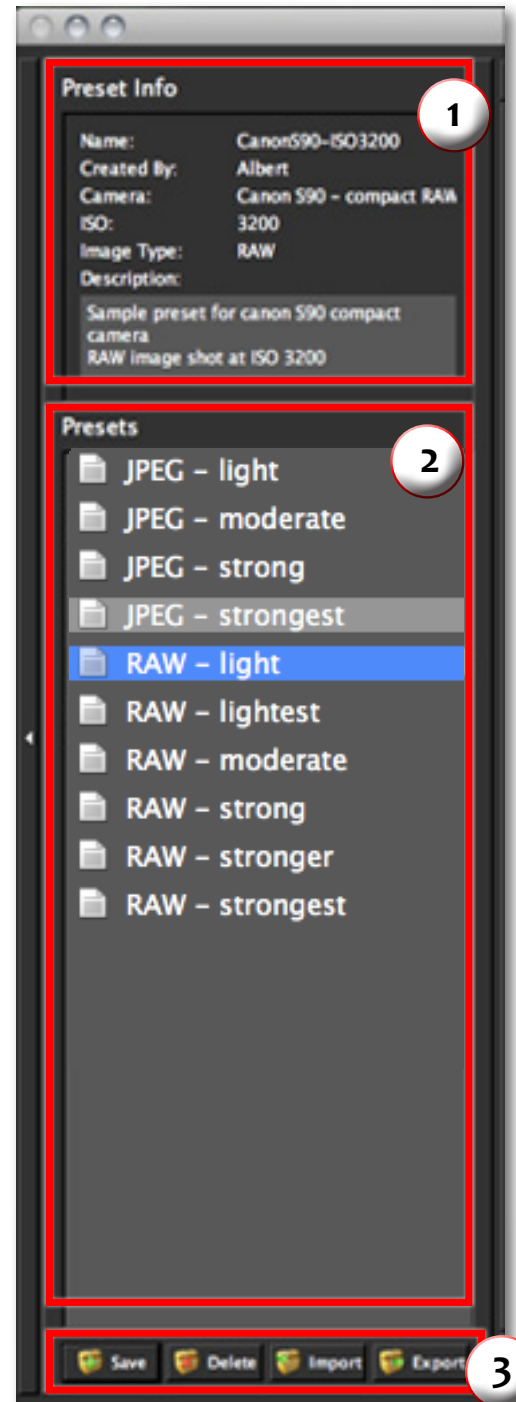 Preset Info
1
Name: CanonS90-ISO3200
Created By: Albert
Camera: Canon S90 - compact RAW
ISO: 3200
Image Type: RAW
Description:
Sample preset for canon S90 compact
camera
RAW image shot at ISO 3200
Presets
2
JPEG - light
JPEG - moderate
JPEG - strong
JPEG - strongest
RAW - light
RAW - lightest
RAW - moderate
RAW - strong
RAW - stronger
RAW - strongest
Save Delete Import Export
3